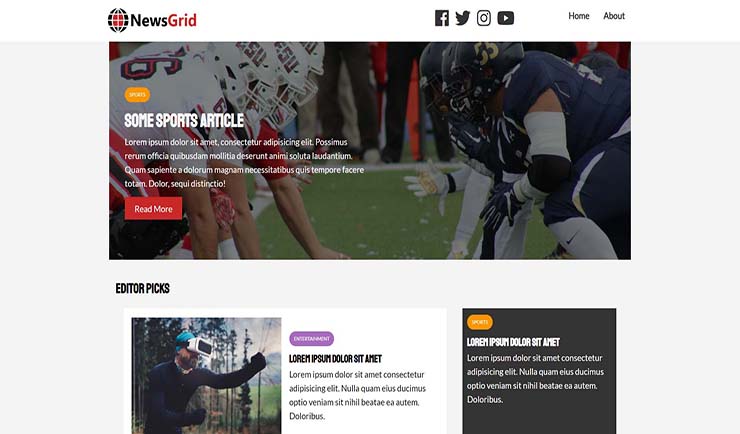 NewsGrid
Home About
SPORTS
SOME SPORTS ARTICLE
Lorem ipsum dolor sit amet, consectetur adipisicing elit. Possimus
rerum officia quibusdam mollitia deserunt animi soluta laudantium.
Quam sapiente a dolorum magnam necessitatibus quis tempore facere
totam. Dolor, sequi distinctio!
Read More
EDITOR PICKS
ENTERTAINMENT
LOREM IPSUM DOLOR SIT AMET
Lorem ipsum dolor sit amet consectetur
adipisicing elit. Nulla quam eius ducimus
optio veniam sit nihil beatae ea autem.
Doloribus.
SPORTS
LOREM IPSUM DOLOR SIT AMET
Lorem ipsum dolor sit amet consectetur
adipisicing elit. Nulla quam eius ducimus
optio veniam sit nihil beatae ea autem.
Doloribus.